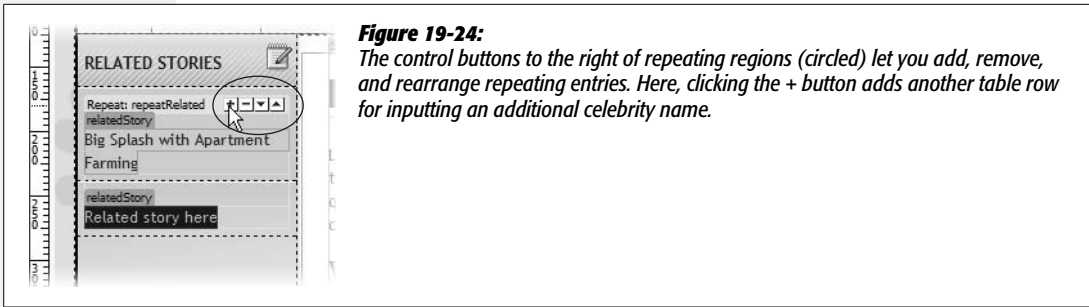 Figure 19-24:
The control buttons to the right of repeating regions (circled) let you add, remove,
and rearrange repeating entries. Here, clicking the + button adds another table row
for inputting an additional celebrity name.
RELATED STORIES
Repeat: repeatRelated
relatedStory
Big Splash with Apartment
Farming
relatedStory
Related story here